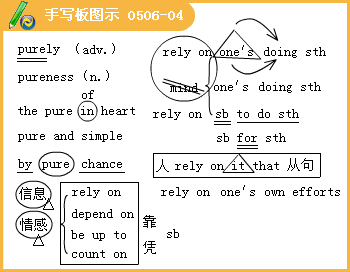 手写板图示 0506-04
purely (adv.)
pureness (n.)
of
the pure in heart
pure and simple
by pure chance
信息
情感
rely on
depend on
be up to
count on
靠
凭
sb
rely on one's doing sth
mind one's doing sth
rely on sb to do sth
sb for sth
人 rely on it that 从句
rely on one's own efforts